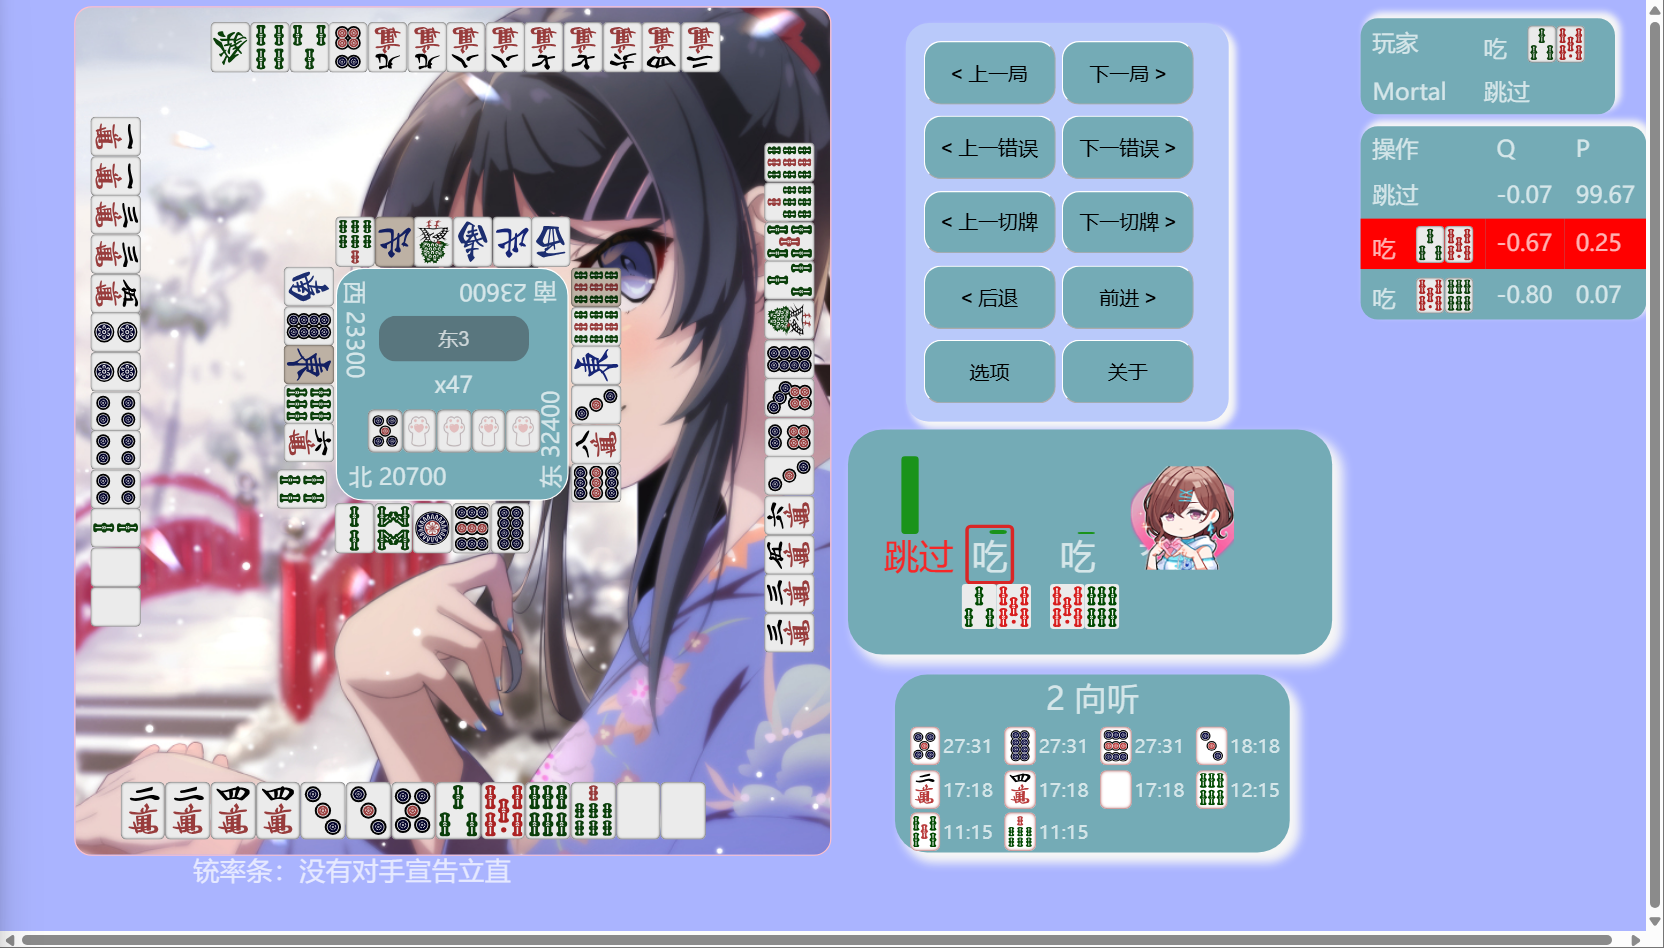 南 23600
西 23300
东3
x47
东 32400
北 20700
铳率条：没有对手宣告立直
< 上一局
下一局 >
< 上一错误
下一错误 >
< 上一切牌
下一切牌 >
< 后退
前进 >
选项
关于
玩家 吃
Mortal 跳过
操作 Q P
跳过 -0.07 99.67
吃 -0.67 0.25
吃 -0.80 0.07
跳过 吃 吃
2 向听
27:31 27:31 27:31 18:18
17:18 17:18 17:18 12:15
11:15 11:15